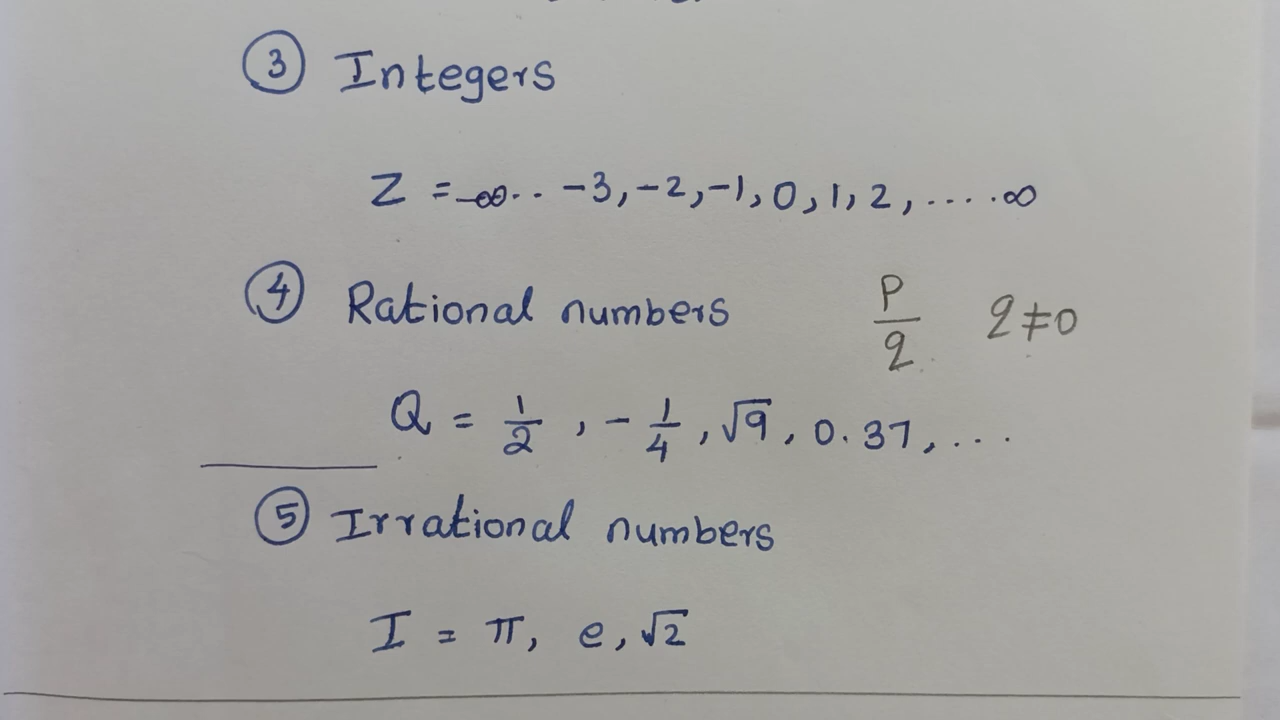 ③ Integers
Z = -∞.. -3, -2, -1, 0, 1, 2, .....∞
④ Rational numbers
P/q q≠0
Q = 1/2, -1/4, √9, 0.37, ...
⑤ Irrational numbers
I = π, e, √2